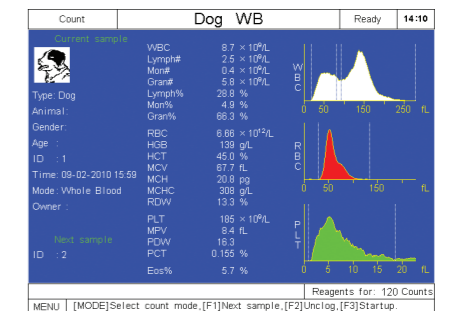 Count Dog WB Ready 14:10
Current sample
Type: Dog
Animal:
Gender:
Age :
ID : 1
Time: 09-02-2010 15:59
Mode: Whole Blood
Owner :
Next sample
ID : 2
WBC 8.7 ×10⁹/L
Lymph# 2.5 ×10⁹/L
Mon# 0.4 ×10⁹/L
Gran# 5.8 ×10⁹/L
Lymph% 28.8 %
Mon% 4.9 %
Gran% 66.3 %
RBC 6.66 ×10¹²/L
HGB 139 g/L
HCT 45.0 %
MCV 67.7 fL
MCH 20.8 pg
MCHC 308 g/L
RDW 13.3 %
PLT 185 ×10⁹/L
MPV 8.4 fL
PDW 16.3
PCT 0.155 %
Eos% 5.7 %
WBC
0 50 150 250 fL
RBC
0 50 150 fL
PLT
0 5 10 15 20 fL
Reagents for: 120 Counts
MENU [MODE]Select count mode,[F1]Next sample,[F2]Unclog,[F3]Startup.